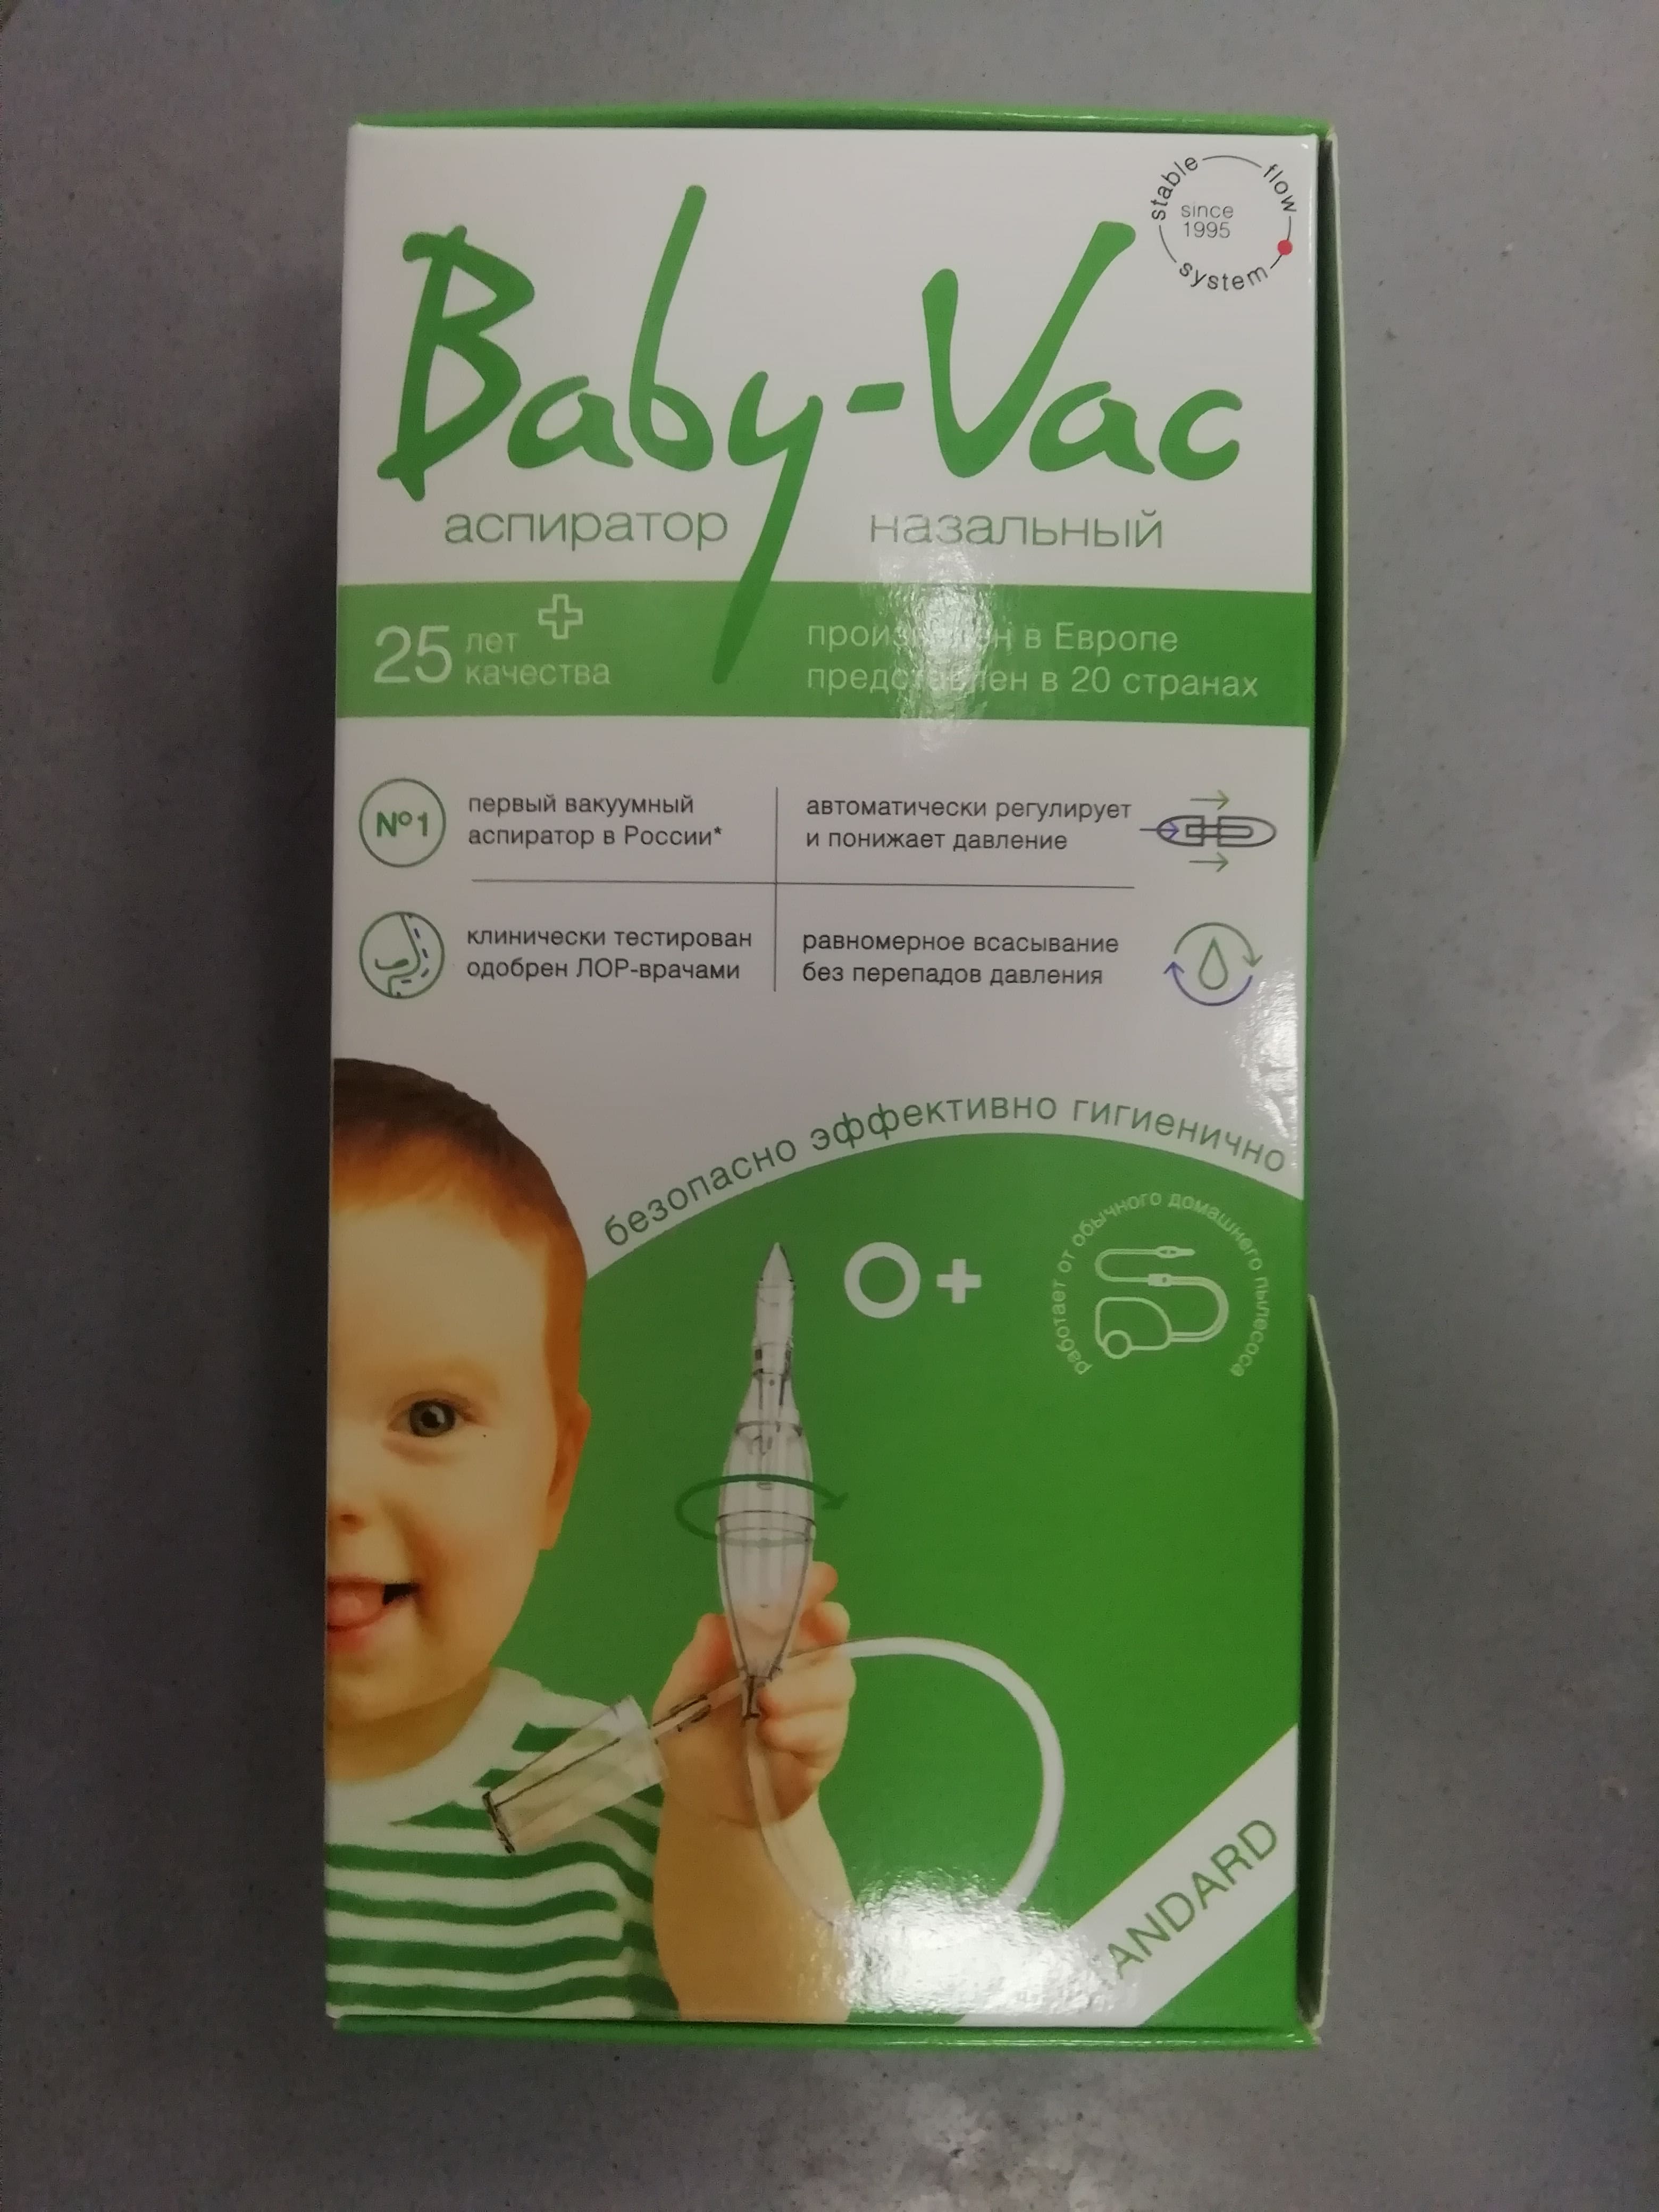 stable flow system
since
1995
Baby-Vac
аспиратор назальный
25 лет
качества
произведен в Европе
представлен в 20 странах
№1
первый вакуумный
аспиратор в России*
автоматически регулирует
и понижает давление
клинически тестирован
одобрен ЛОР-врачами
равномерное всасывание
без перепадов давления
безопасно эффективно гигиенично
0+
работает от обычного домашнего пылесоса
ANDARD